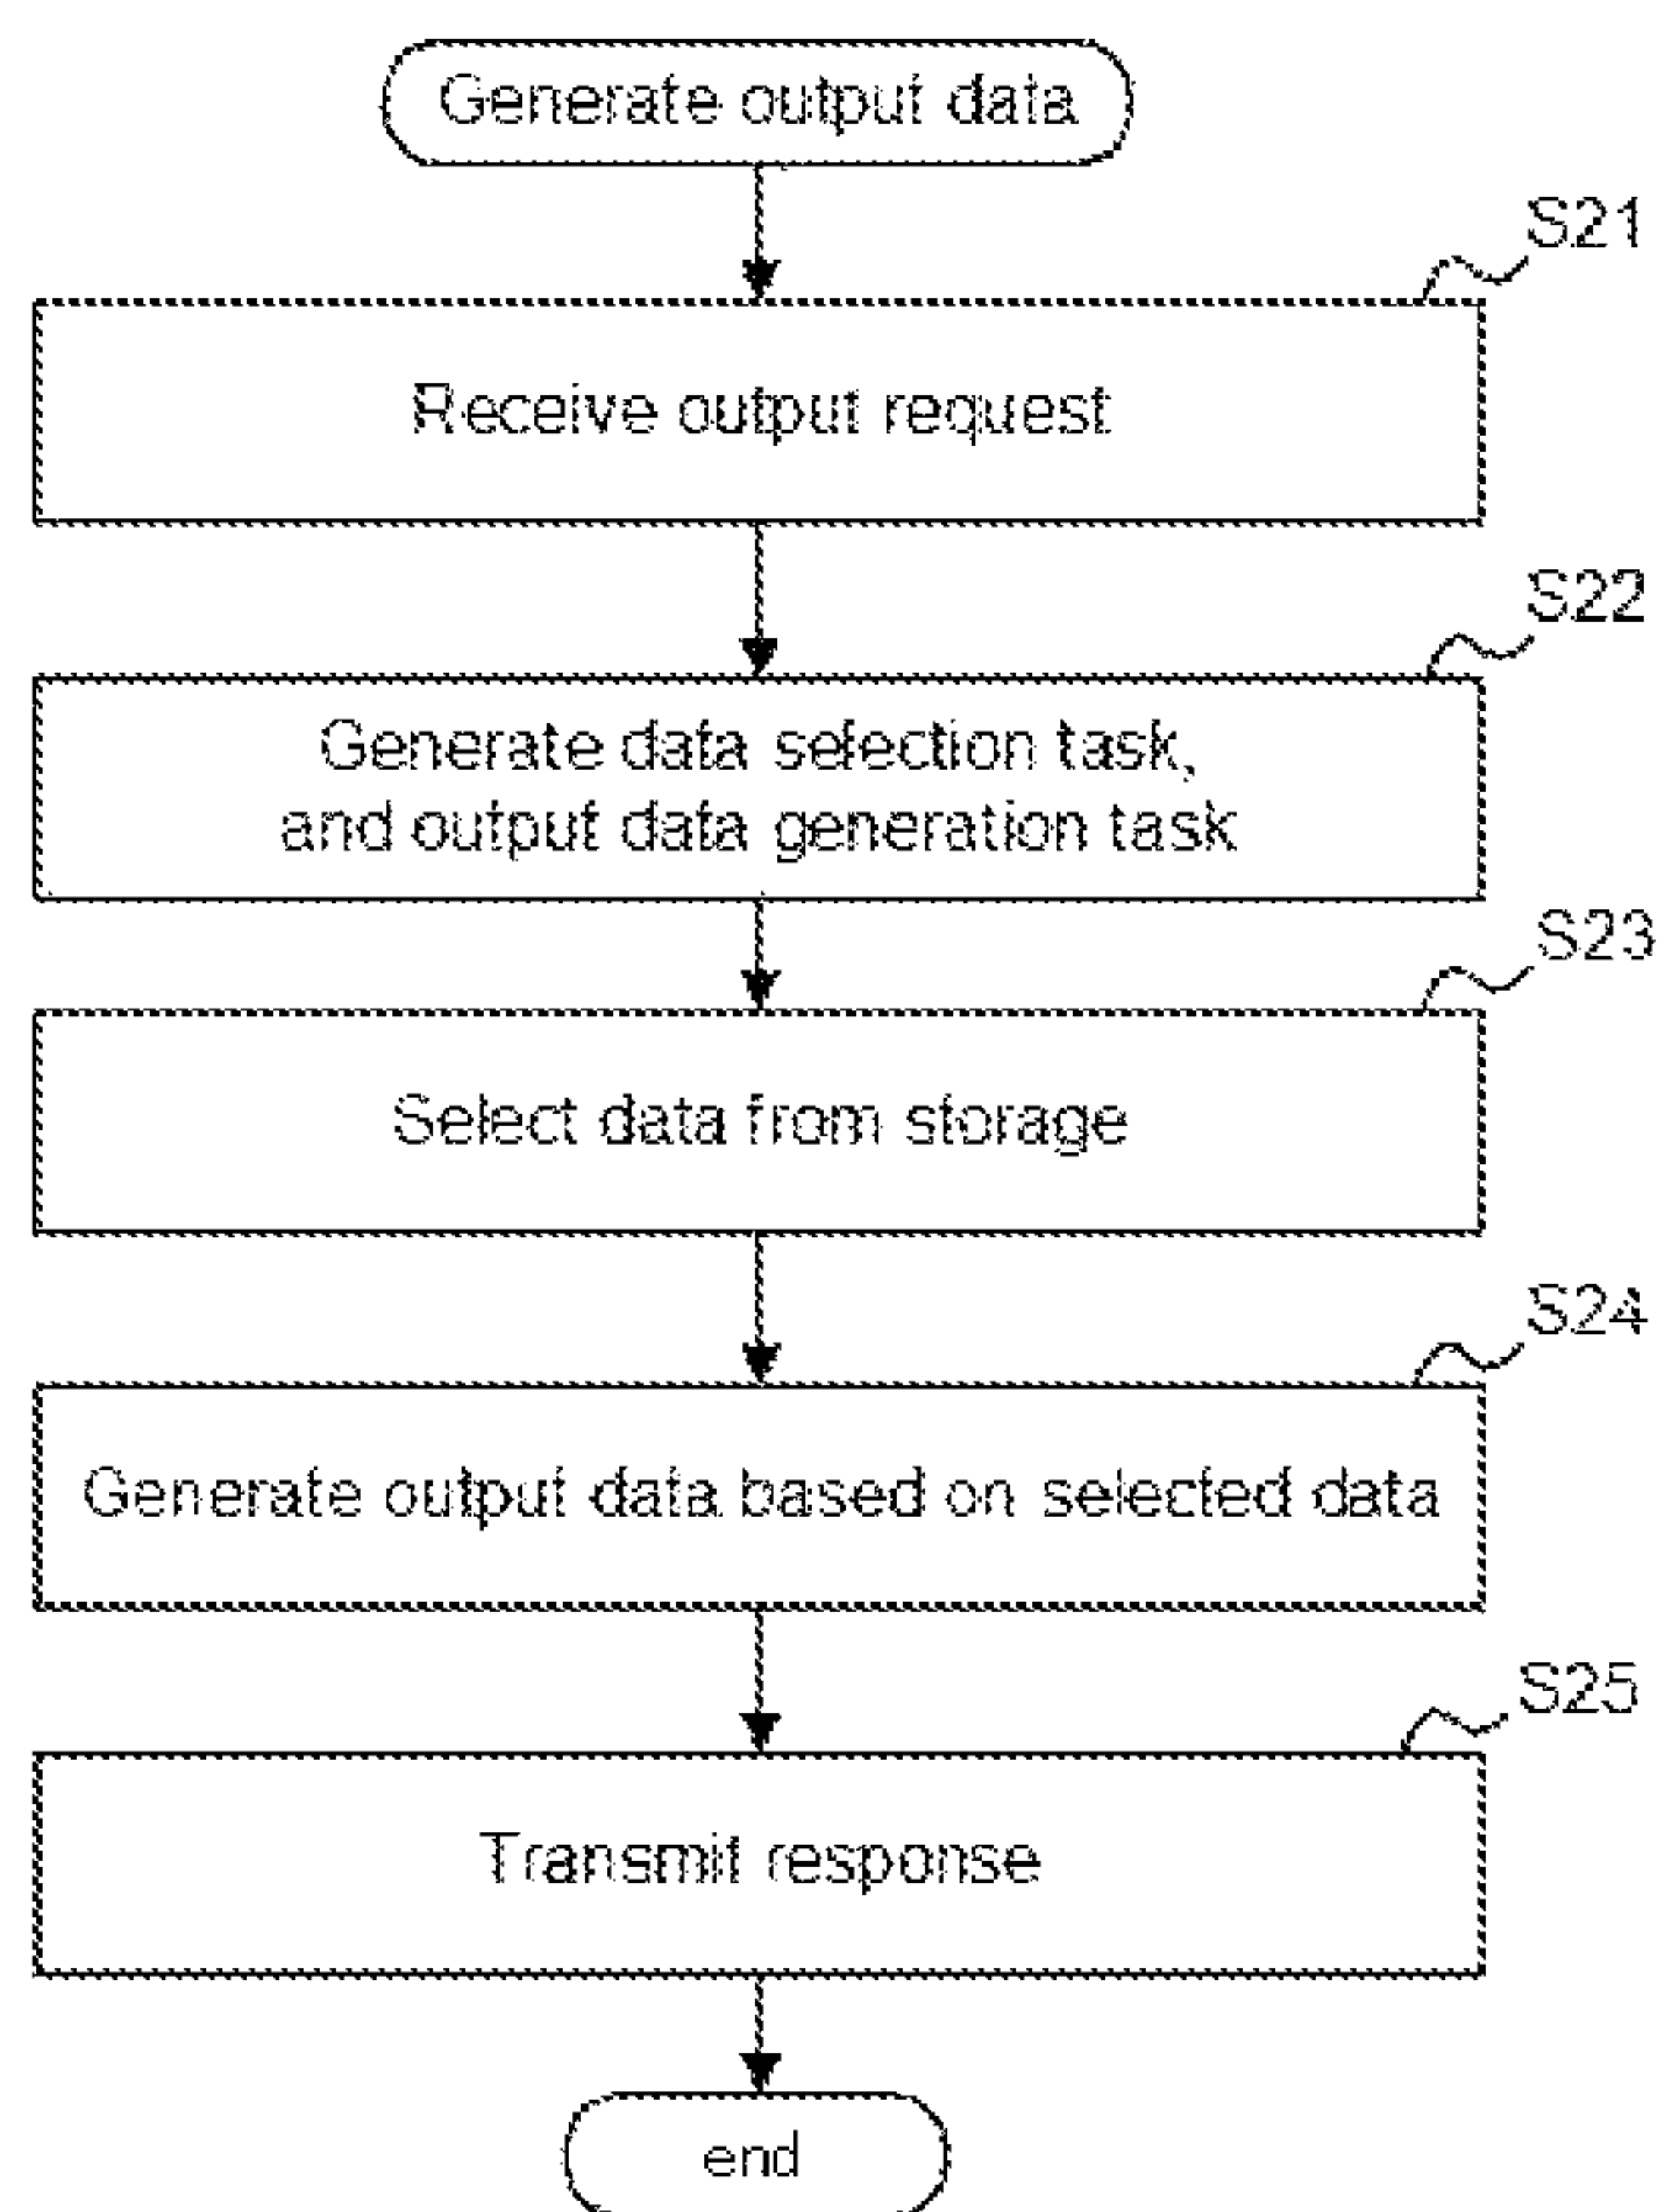 Generate output data
S21
Receive output request
S22
Generate data selection task,
and output data generation task
S23
Select data from storage
S24
Generate output data based on selected data
S25
Transmit response
end